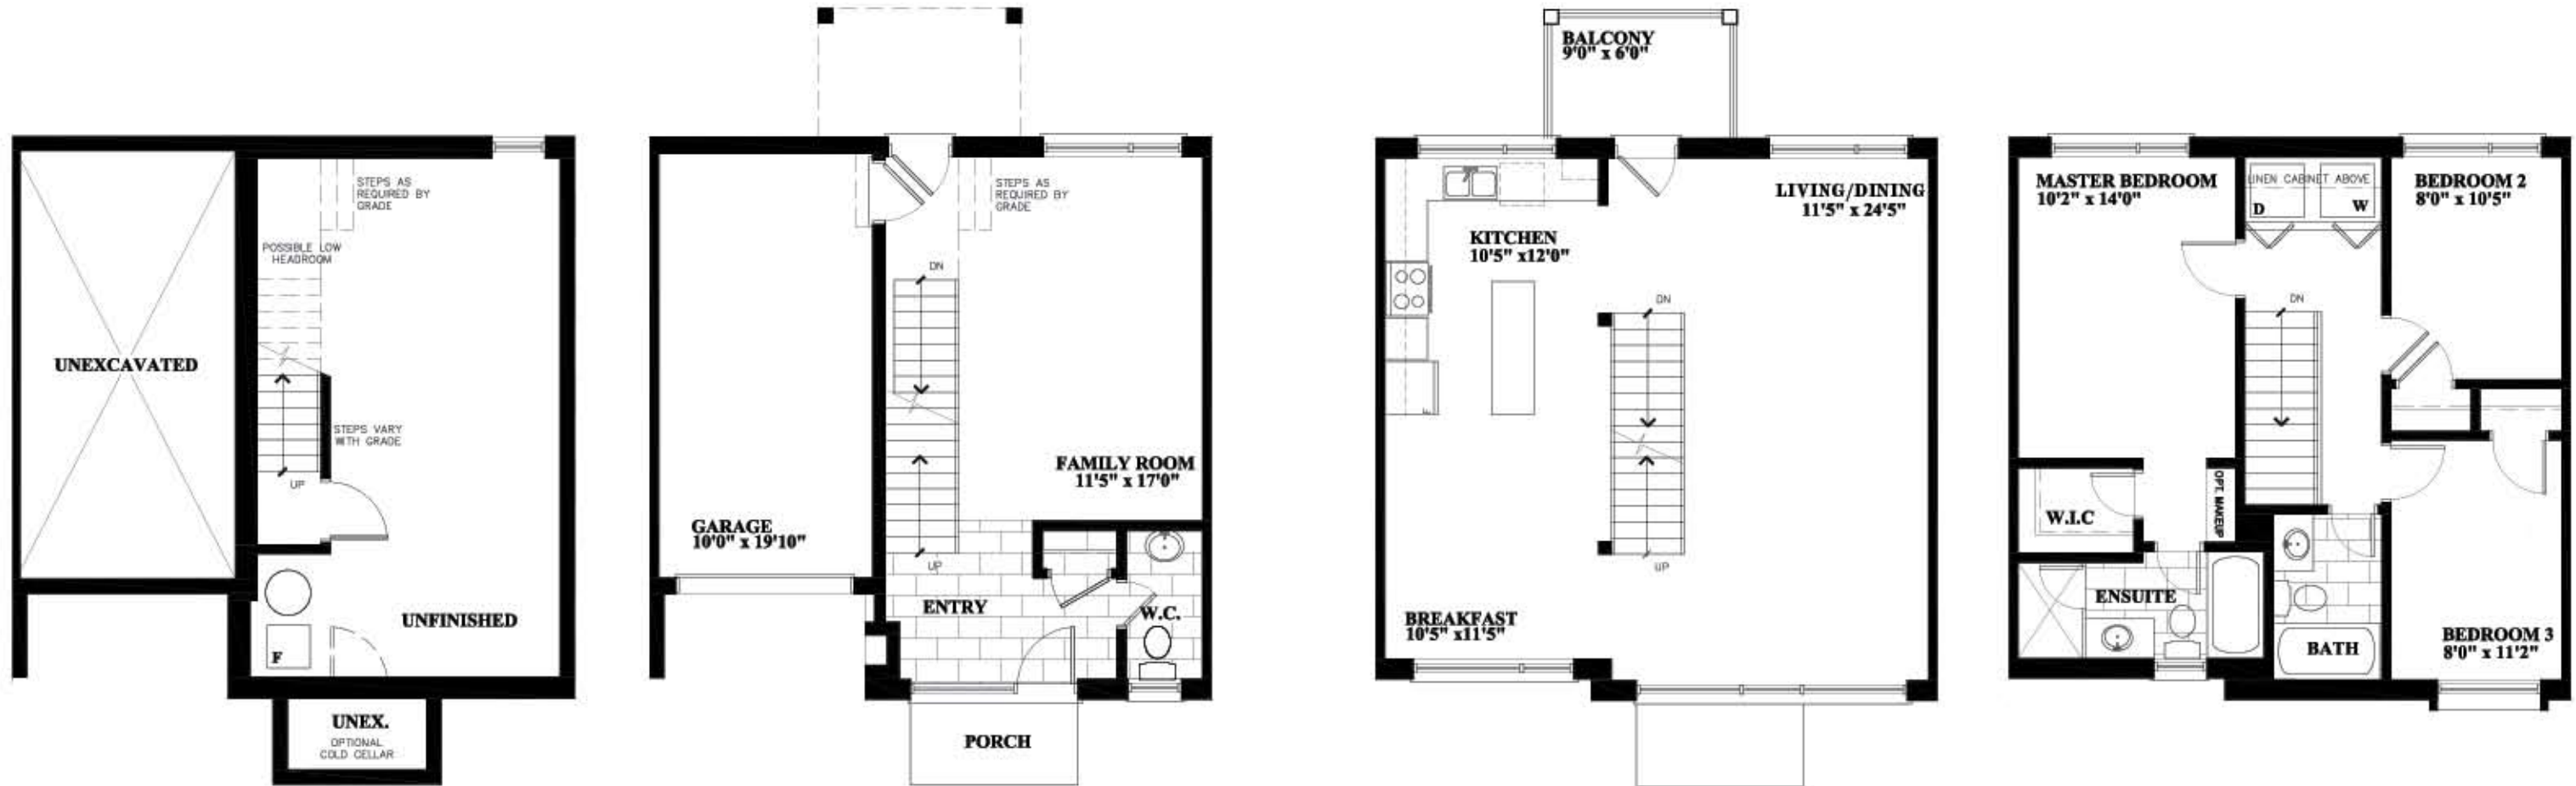 STEPS AS
REQUIRED BY
GRADE
POSSIBLE LOW
HEADROOM
UNEXCAVATED
STEPS VARY
WITH GRADE
UP
UNFINISHED
F
UNEX.
OPTIONAL
COLD CELLAR
STEPS AS
REQUIRED BY
GRADE
DN
FAMILY ROOM
11'5" x 17'0"
GARAGE
10'0" x 19'10"
UP
ENTRY
W.C.
PORCH
BALCONY
9'0" x 6'0"
LIVING/DINING
11'5" x 24'5"
KITCHEN
10'5" x12'0"
DN
F
UP
BREAKFAST
10'5" x11'5"
MASTER BEDROOM
10'2" x 14'0"
LINEN CABINET ABOVE
D
W
BEDROOM 2
8'0" x 10'5"
DN
W.I.C
OPT. MAKEUP
ENSUITE
BATH
BEDROOM 3
8'0" x 11'2"